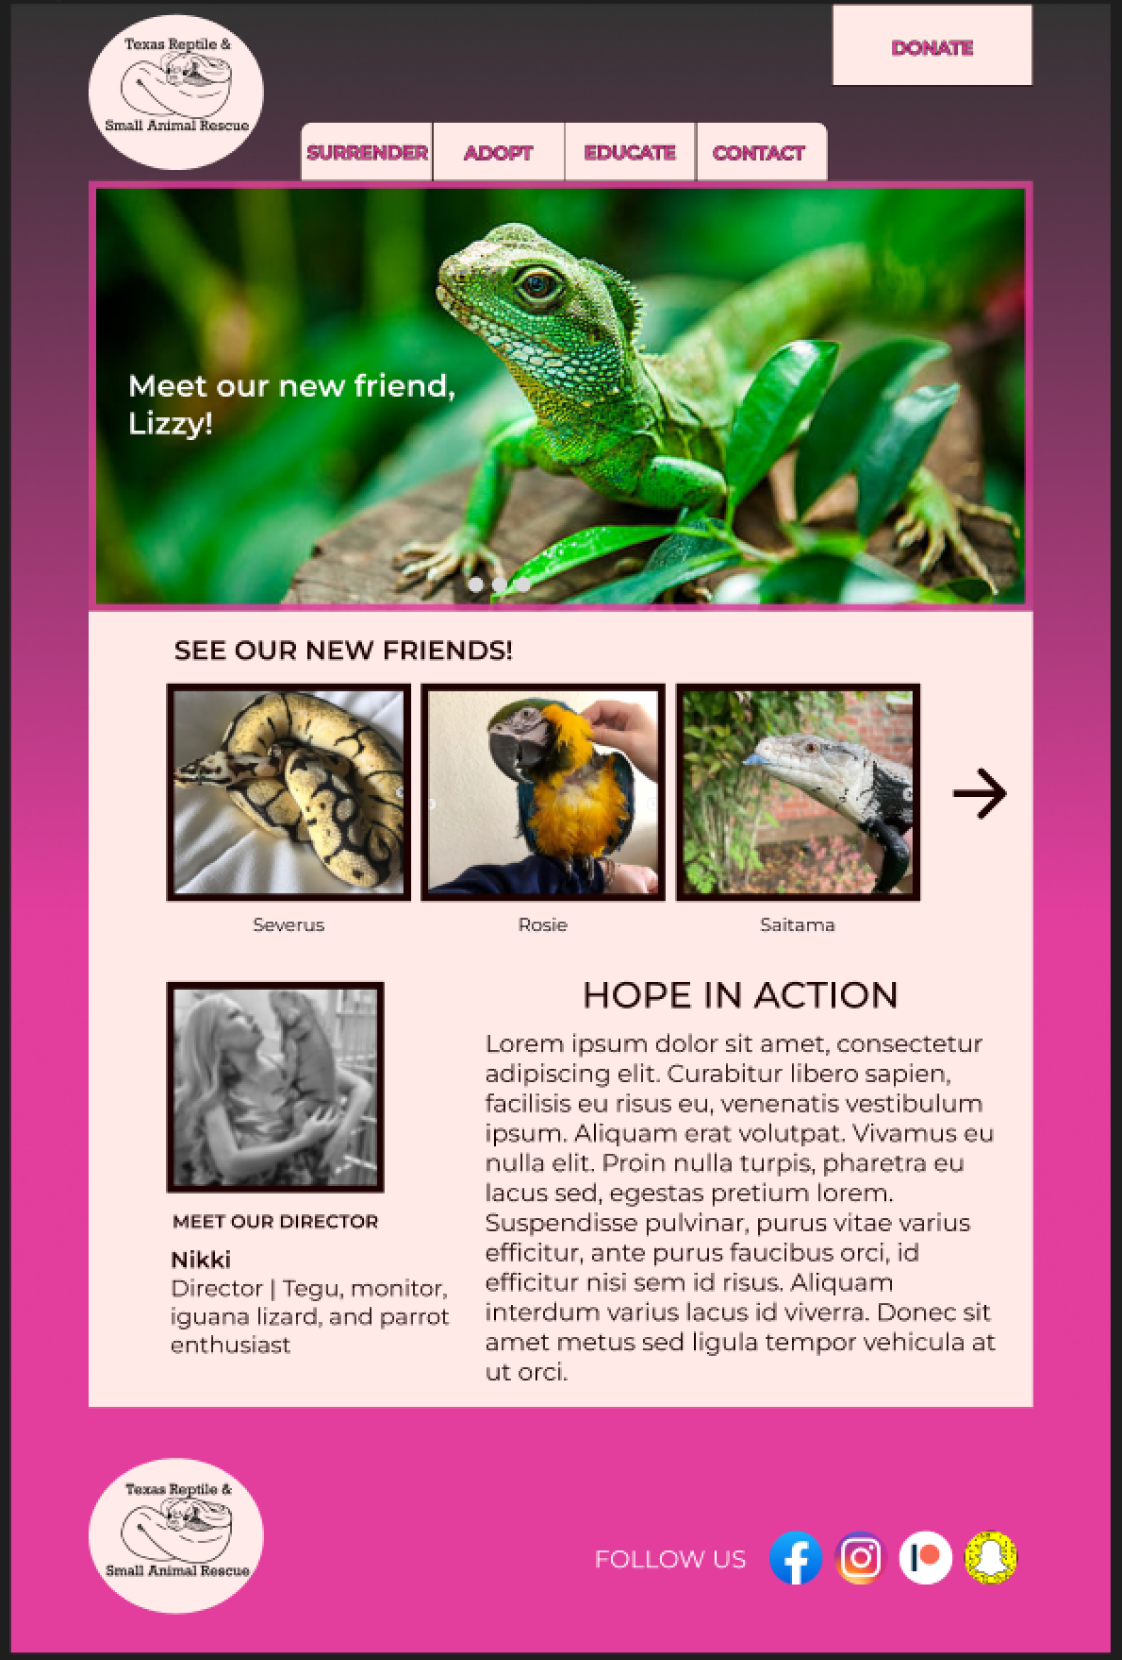 Texas Reptile &
Small Animal Rescue
DONATE
SURRENDER
ADOPT
EDUCATE
CONTACT
Meet our new friend,
Lizzy!
SEE OUR NEW FRIENDS!
Severus
Rosie
Saitama
MEET OUR DIRECTOR
Nikki
Director | Tegu, monitor,
iguana lizard, and parrot
enthusiast
HOPE IN ACTION
Lorem ipsum dolor sit amet, consectetur
adipiscing elit. Curabitur libero sapien,
facilisis eu risus eu, venenatis vestibulum
ipsum. Aliquam erat volutpat. Vivamus eu
nulla elit. Proin nulla turpis, pharetra eu
lacus sed, egestas pretium lorem.
Suspendisse pulvinar, purus vitae varius
efficitur, ante purus faucibus orci, id
efficitur nisi sem id risus. Aliquam
interdum varius lacus id viverra. Donec sit
amet metus sed ligula tempor vehicula at
ut orci.
Texas Reptile &
Small Animal Rescue
FOLLOW US